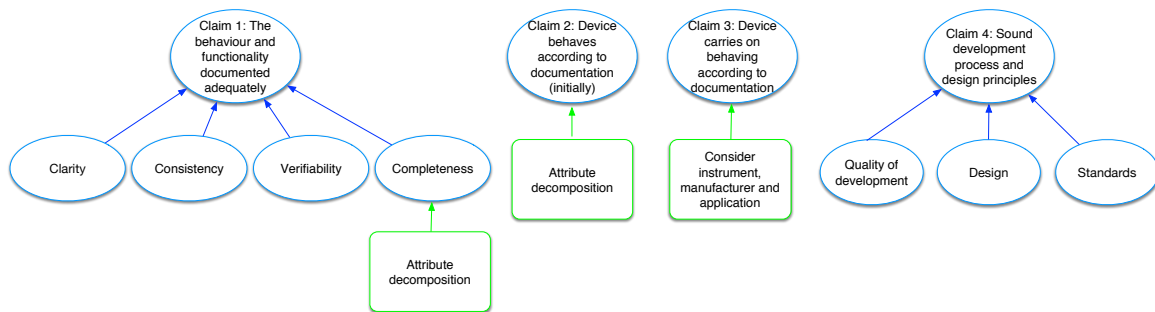 Claim 1: The
behaviour and
functionality
documented
adequately
Claim 2: Device
behaves
according to
documentation
(initially)
Claim 3: Device
carries on
behaving
according to
documentation
Claim 4: Sound
development
process and
design principles
Clarity
Consistency
Verifiability
Completeness
Attribute
decomposition
Consider
instrument,
manufacturer and
application
Quality of
development
Design
Standards
Attribute
decomposition